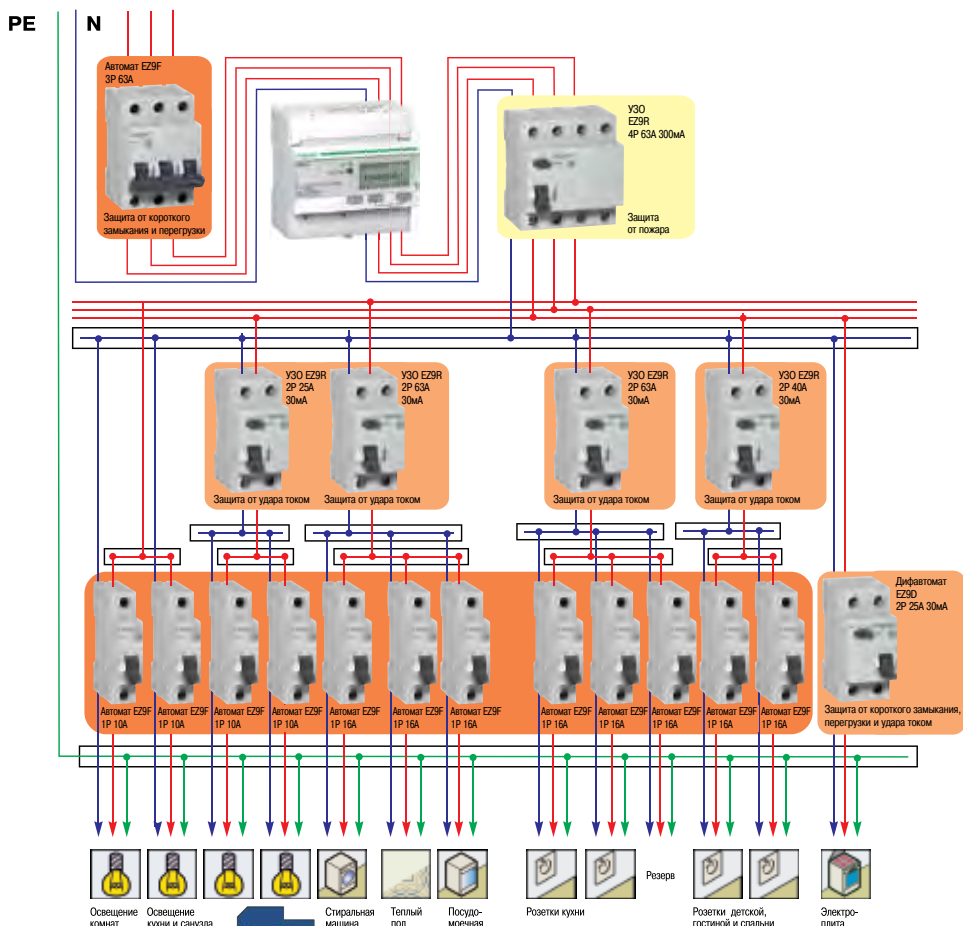 PE
N
Автомат EZ9F
3P 63A
Защита от короткого
замыкания и перегрузки
УЗО
EZ9R
4P 63A 300мА
Защита
от пожара
УЗО EZ9R
2P 25A
30мА
Защита от удара током
УЗО EZ9R
2P 63A
30мА
Защита от удара током
УЗО EZ9R
2P 63A
30мА
Защита от удара током
УЗО EZ9R
2P 40A
30мА
Защита от удара током
Автомат EZ9F
1P 10A
Автомат EZ9F
1P 10A
Автомат EZ9F
1P 10A
Автомат EZ9F
1P 10A
Автомат EZ9F
1P 16A
Автомат EZ9F
1P 16A
Автомат EZ9F
1P 16A
Автомат EZ9F
1P 16A
Автомат EZ9F
1P 16A
Автомат EZ9F
1P 16A
Автомат EZ9F
1P 16A
Автомат EZ9F
1P 16A
Дифавтомат
EZ9D
2P 25A 30мА
Защита от короткого замыкания,
перегрузки и удара током
Освещение
комнат
Освещение
кухни и санузла
Стиральная
машина
Теплый
пол
Посудо-
моечная
Розетки кухни
Резерв
Розетки детской,
гостиной и спальни
Электро-
плита